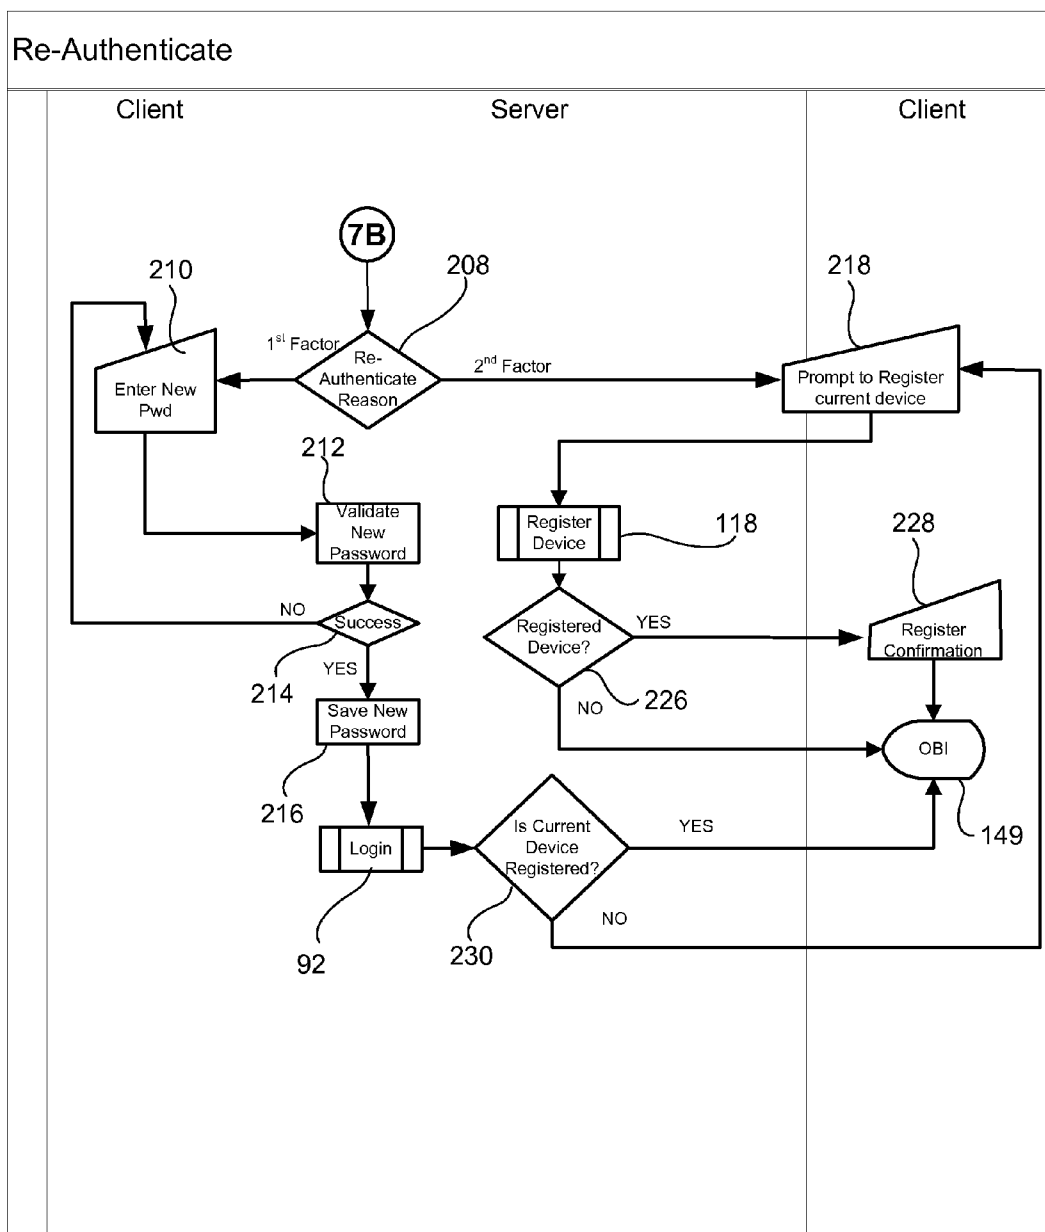 Re-Authenticate
Client
Server
Client
7B
210
208
218
1st Factor
Re-
Authenticate
Reason
2nd Factor
Enter New
Pwd
Prompt to Register
current device
212
Validate
New
Password
Register
Device
118
228
NO
Success
Registered
Device?
YES
Register
Confirmation
214
YES
226
NO
Save New
Password
OBI
216
Login
Is Current
Device
Registered?
YES
149
92
230
NO